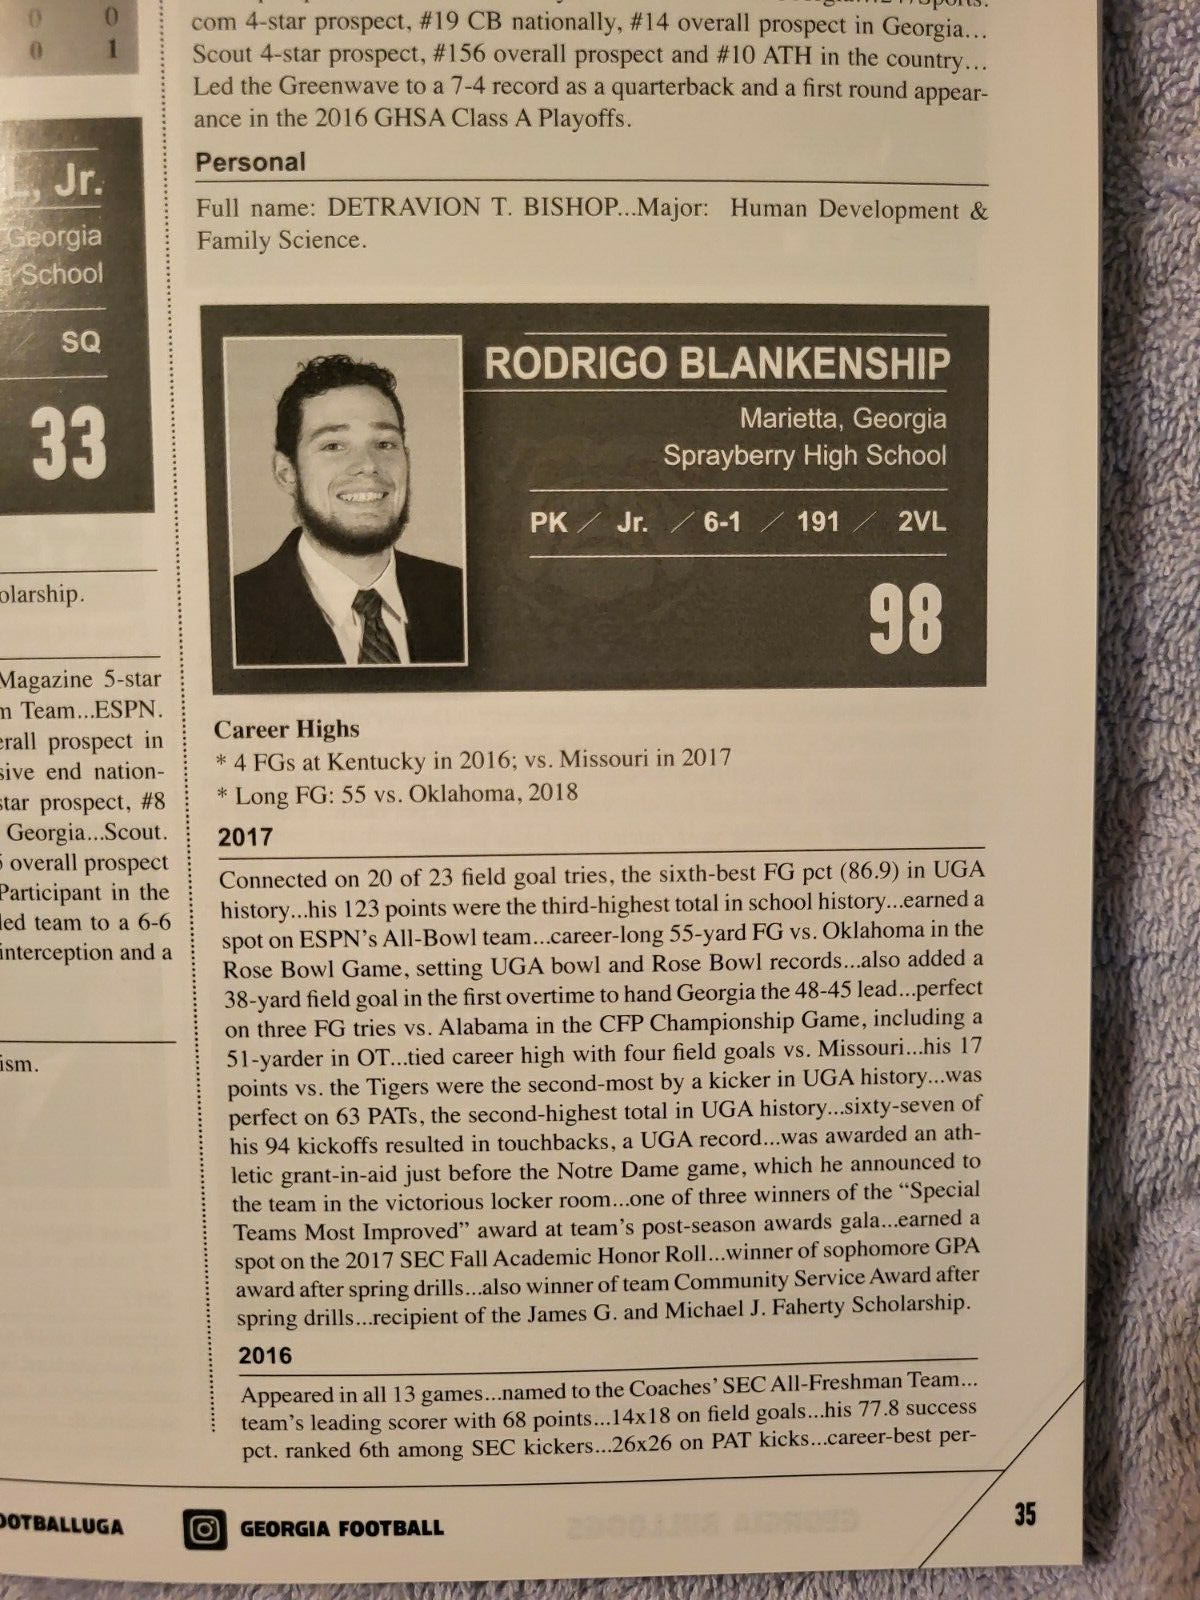 0 0
0 1
L, Jr.
Georgia
School
SQ
33
olarship.
Magazine 5-star
m Team...ESPN.
erall prospect in
sive end nation-
star prospect, #8
Georgia...Scout.
overall prospect
Participant in the
led team to a 6-6
interception and a
ism.
com 4-star prospect, #19 CB nationally, #14 overall prospect in Georgia...
Scout 4-star prospect, #156 overall prospect and #10 ATH in the country...
Led the Greenwave to a 7-4 record as a quarterback and a first round appear-
ance in the 2016 GHSA Class A Playoffs.
Personal
Full name: DETRAVION T. BISHOP...Major: Human Development &
Family Science.
RODRIGO BLANKENSHIP
Marietta, Georgia
Sprayberry High School
PK / Jr. / 6-1 / 191 / 2VL
98
Career Highs
* 4 FGs at Kentucky in 2016; vs. Missouri in 2017
* Long FG: 55 vs. Oklahoma, 2018
2017
Connected on 20 of 23 field goal tries, the sixth-best FG pct (86.9) in UGA
history...his 123 points were the third-highest total in school history...earned a
spot on ESPN's All-Bowl team...career-long 55-yard FG vs. Oklahoma in the
Rose Bowl Game, setting UGA bowl and Rose Bowl records...also added a
38-yard field goal in the first overtime to hand Georgia the 48-45 lead...perfect
on three FG tries vs. Alabama in the CFP Championship Game, including a
51-yarder in OT...tied career high with four field goals vs. Missouri...his 17
points vs. the Tigers were the second-most by a kicker in UGA history...was
perfect on 63 PATs, the second-highest total in UGA history...sixty-seven of
his 94 kickoffs resulted in touchbacks, a UGA record...was awarded an ath-
letic grant-in-aid just before the Notre Dame game, which he announced to
the team in the victorious locker room...one of three winners of the “Special
Teams Most Improved” award at team's post-season awards gala...earned a
spot on the 2017 SEC Fall Academic Honor Roll...winner of sophomore GPA
award after spring drills...also winner of team Community Service Award after
spring drills...recipient of the James G. and Michael J. Faherty Scholarship.
2016
Appeared in all 13 games...named to the Coaches' SEC All-Freshman Team...
team's leading scorer with 68 points...14x18 on field goals...his 77.8 success
pct. ranked 6th among SEC kickers...26x26 on PAT kicks...career-best per-
OOTBALLUGA GEORGIA FOOTBALL
35